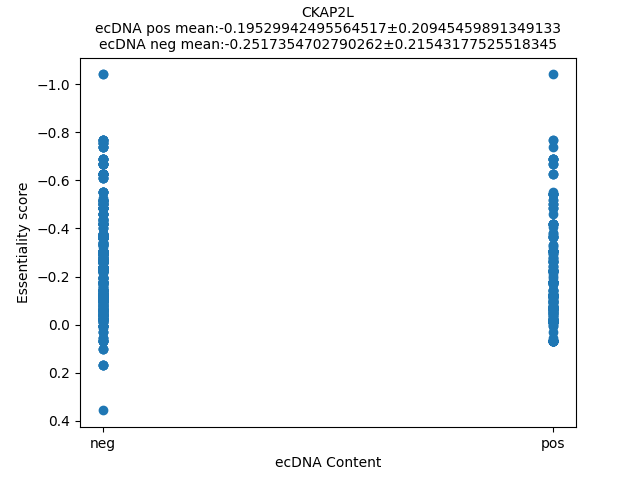 CKAP2L
ecDNA pos mean:-0.19529942495564517±0.20945459891349133
ecDNA neg mean:-0.2517354702790262±0.21543177525518345
−1.0
−0.8
−0.6
−0.4
−0.2
0.0
0.2
0.4
Essentiality score
neg
pos
ecDNA Content